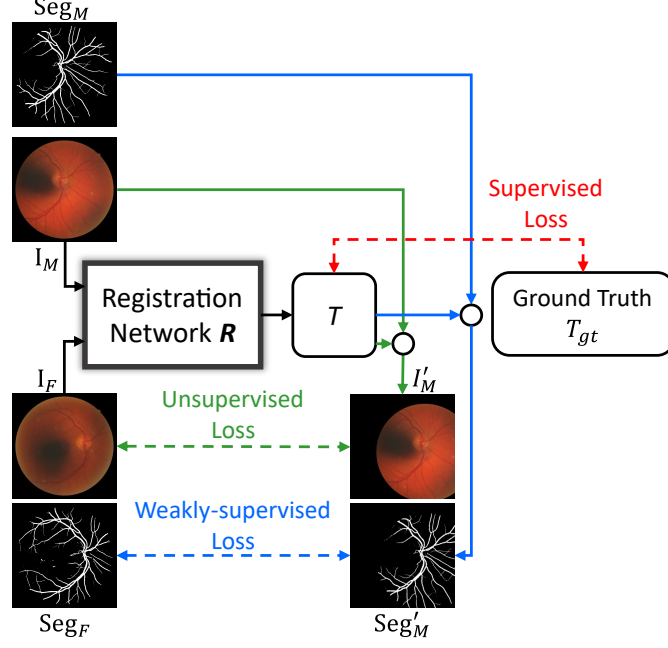 Seg_M
Supervised
Loss
I_M
Registration
Network R
T
Ground Truth
T_gt
I_F
I'_M
Unsupervised
Loss
Weakly-supervised
Loss
Seg_F
Seg'_M